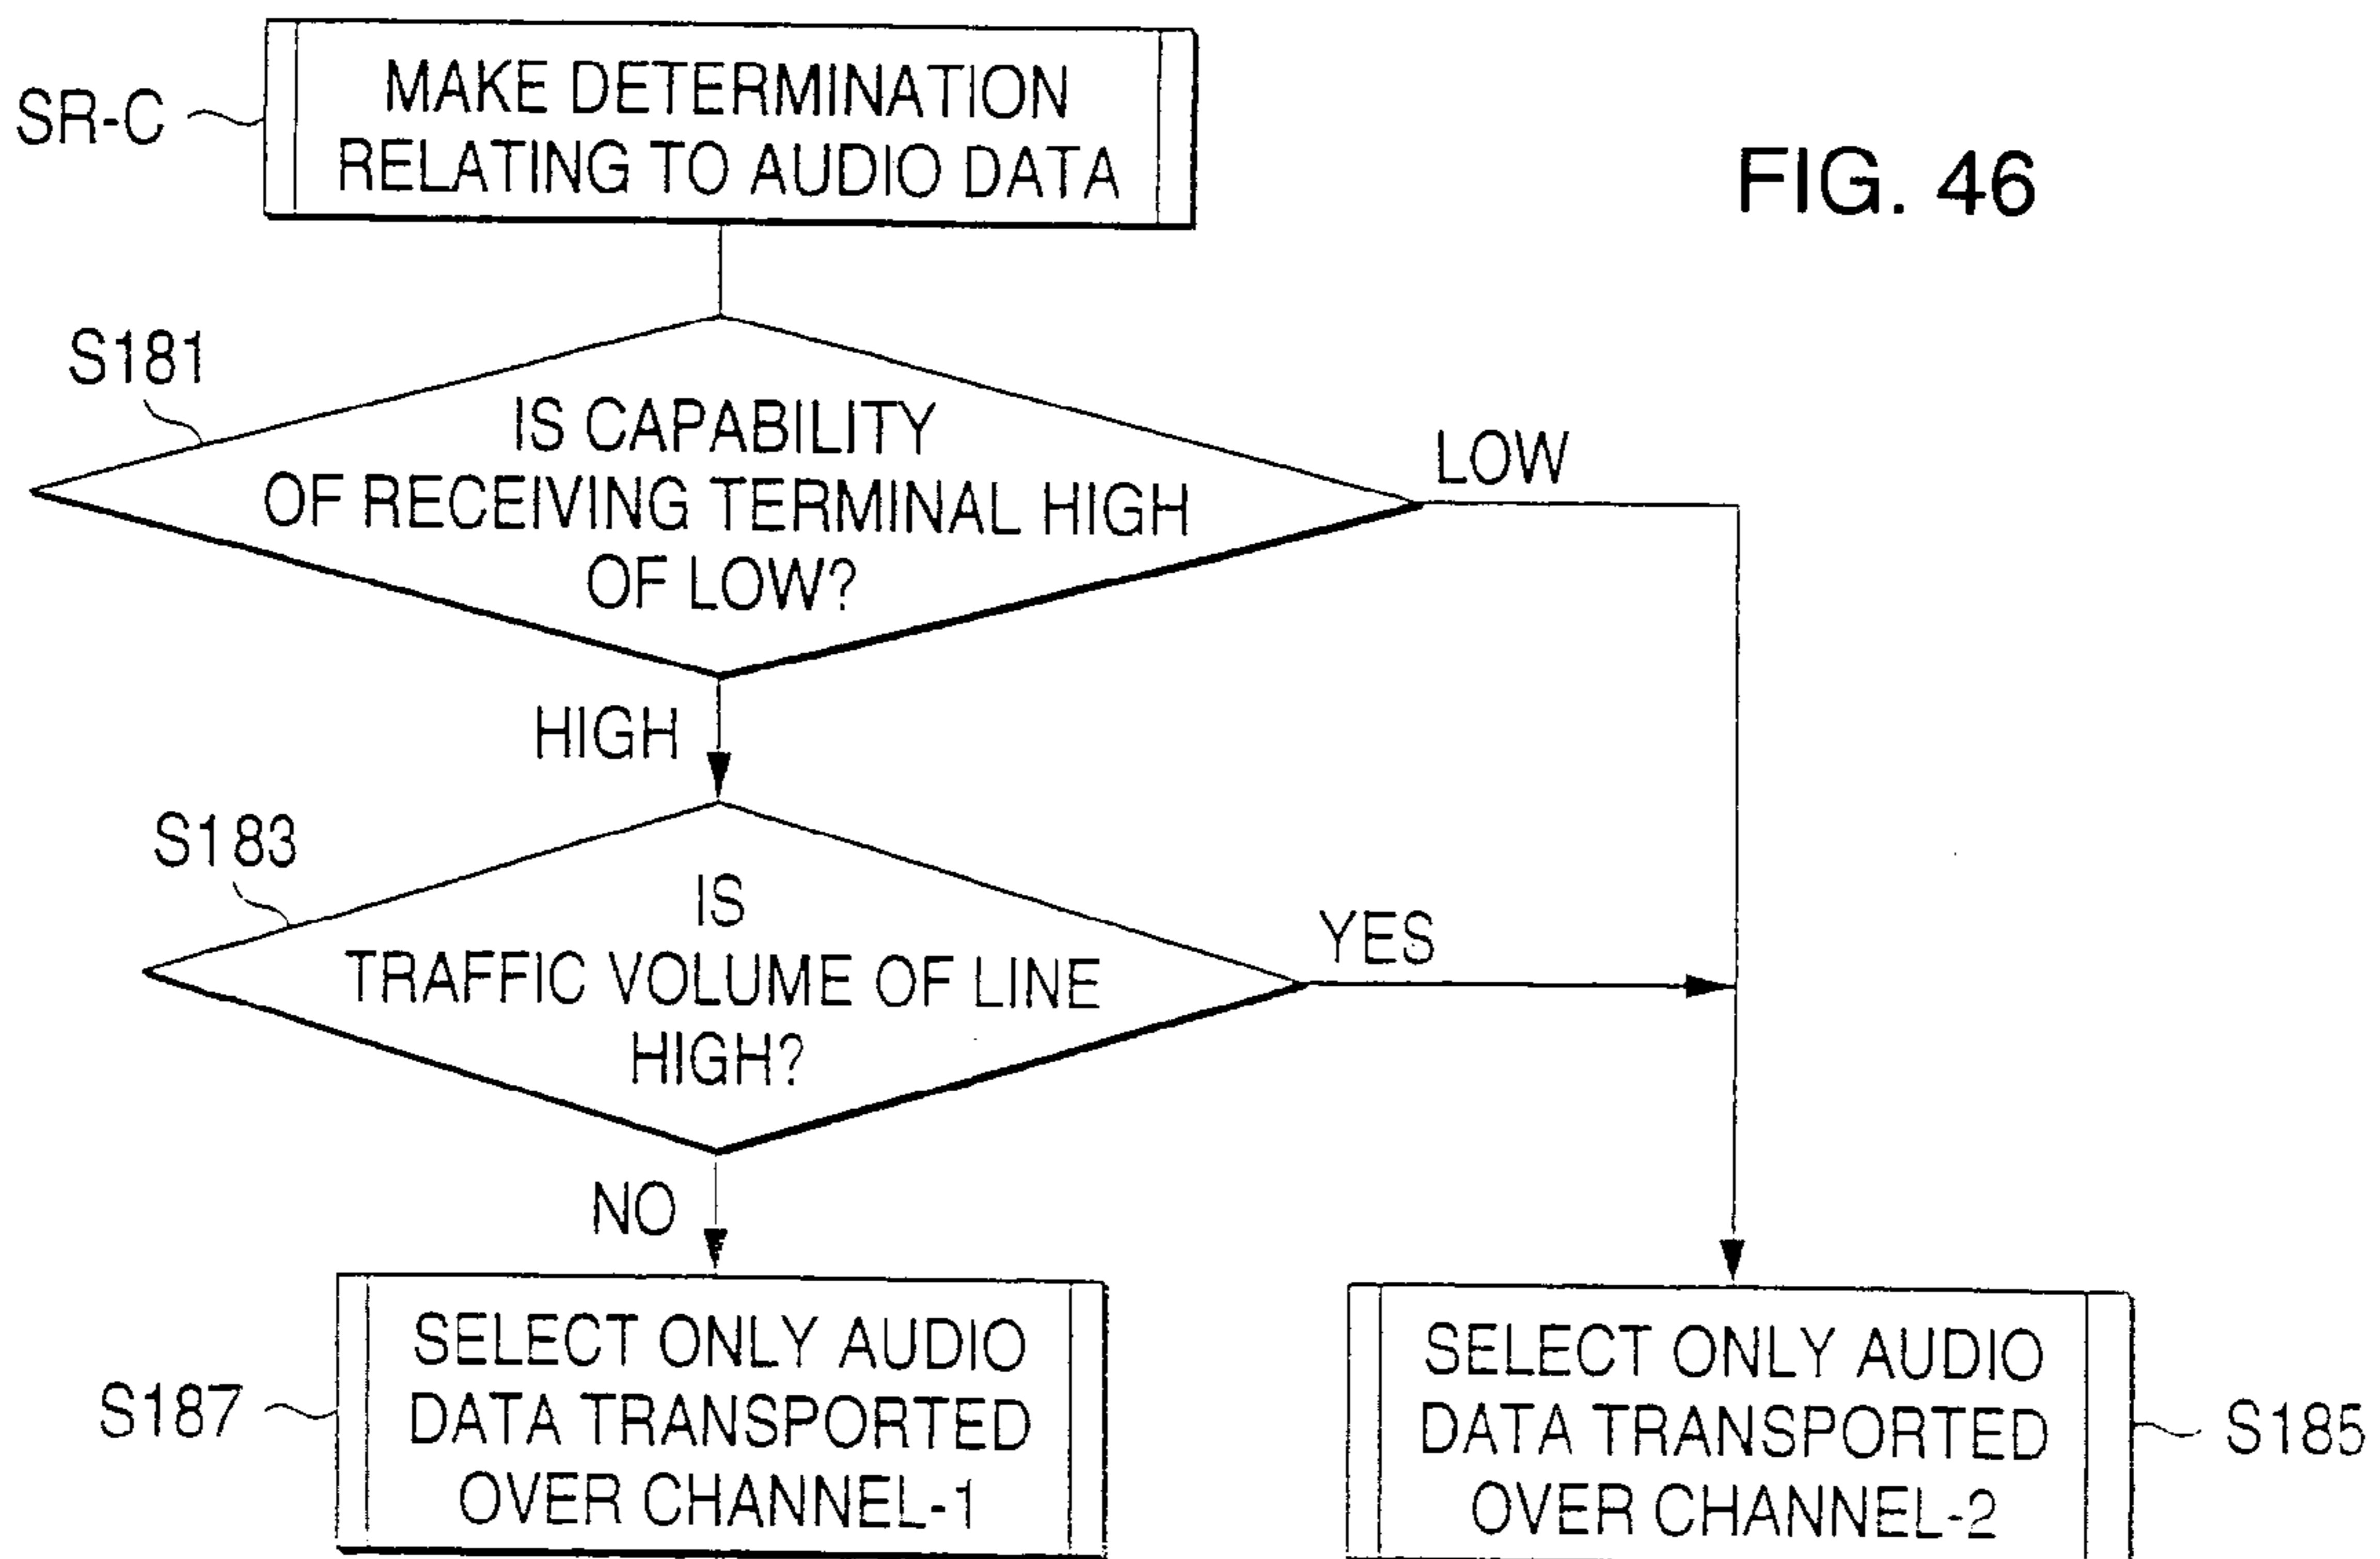 SR-C
MAKE DETERMINATION
RELATING TO AUDIO DATA
FIG. 46
S181
IS CAPABILITY
OF RECEIVING TERMINAL HIGH
OF LOW?
LOW
HIGH
S183
IS
TRAFFIC VOLUME OF LINE
HIGH?
YES
NO
S187
SELECT ONLY AUDIO
DATA TRANSPORTED
OVER CHANNEL-1
SELECT ONLY AUDIO
DATA TRANSPORTED
OVER CHANNEL-2
S185